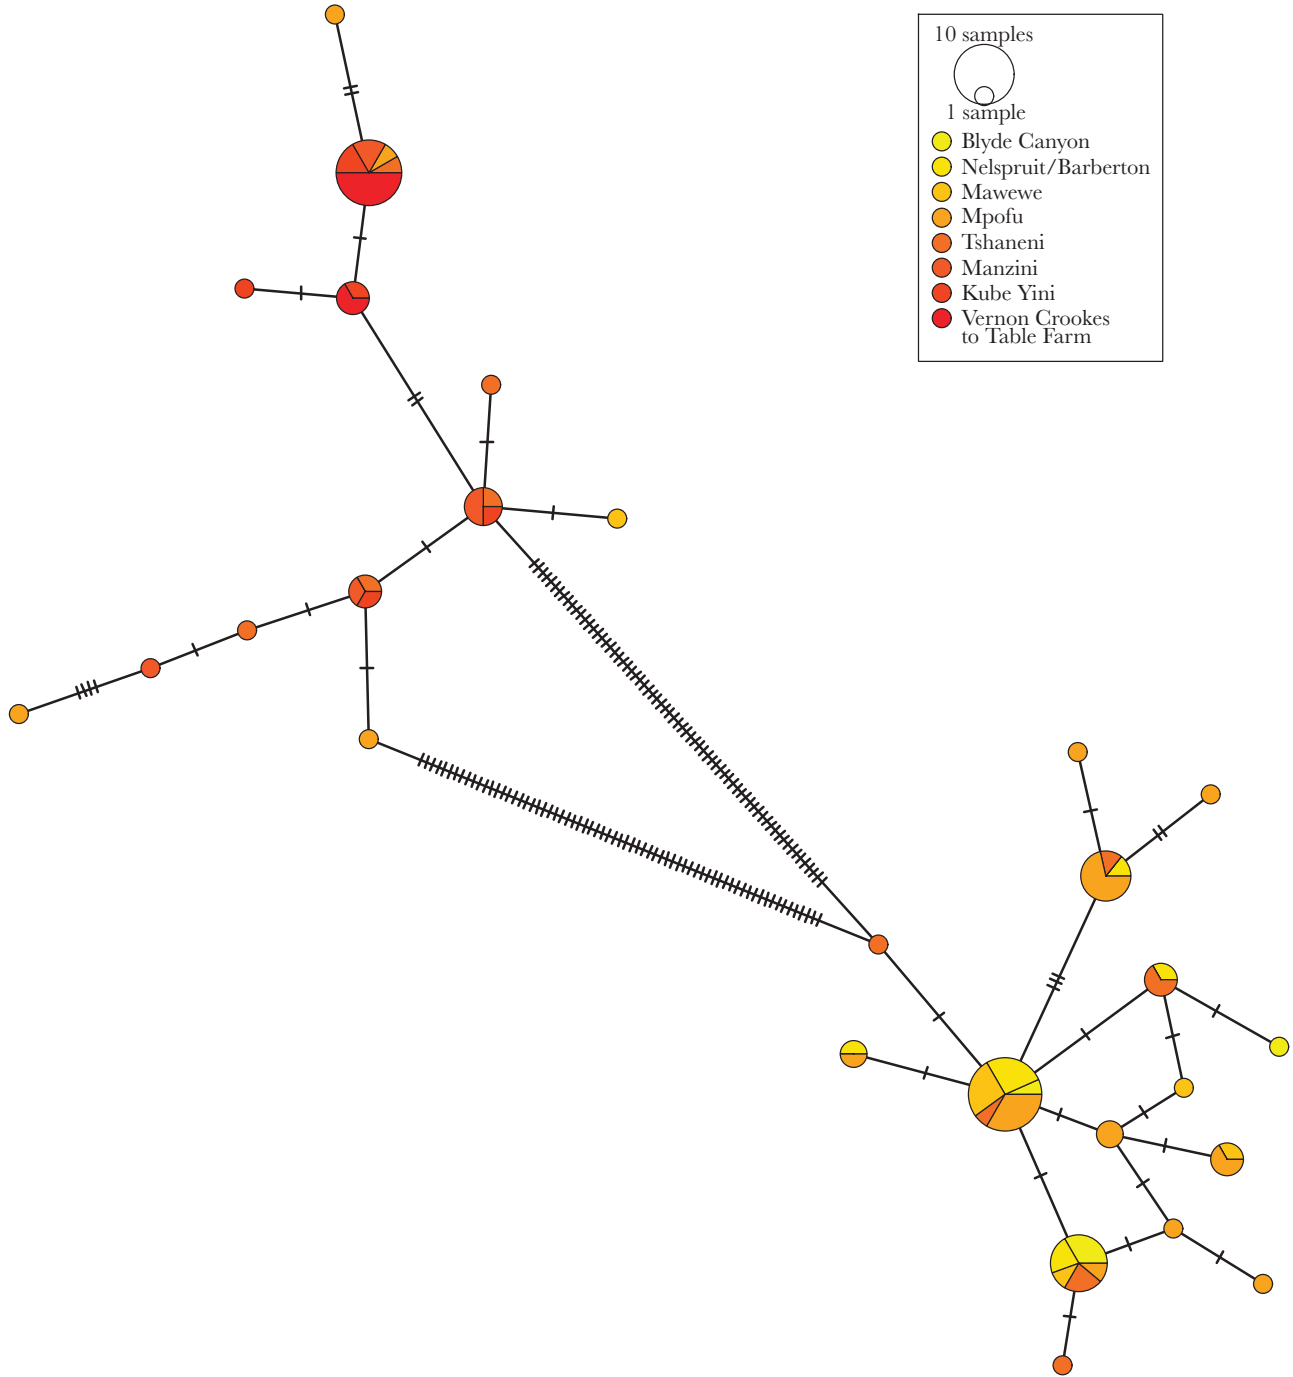 10 samples
1 sample
Blyde Canyon
Nelspruit/Barberton
Mawewe
Mpofu
Tshaneni
Manzini
Kube Yini
Vernon Crookes
to Table Farm